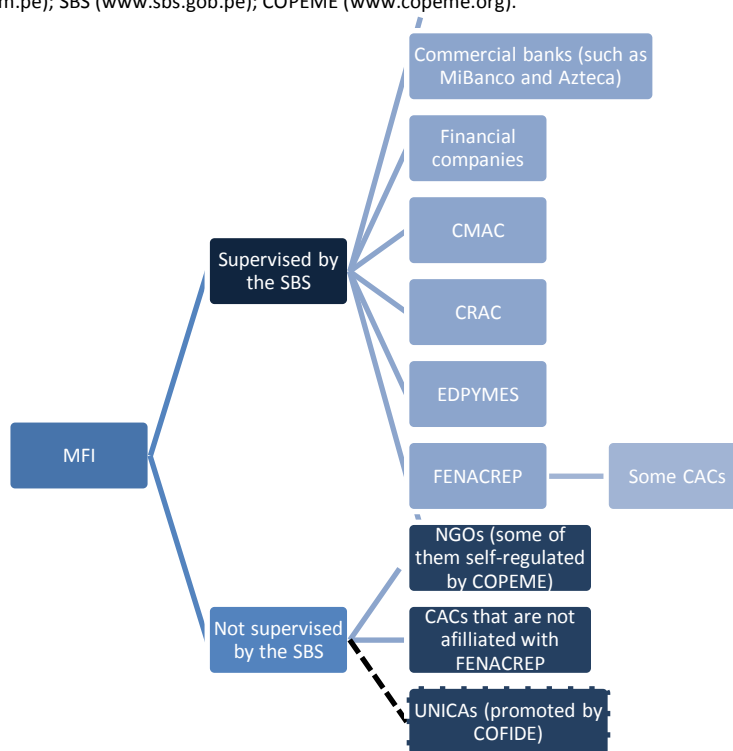 m.pe); SBS (www.sbs.gob.pe); COPEME (www.copeme.org).
Commercial banks (such as
MiBanco and Azteca)
Financial
companies
CMAC
Supervised by
the SBS
CRAC
EDPYMES
MFI
FENACREP
Some CACs
NGOs (some of
them self-regulated
by COPEME)
Not supervised
by the SBS
CACs that are not
afilliated with
FENACREP
UNICAs (promoted by
COFIDE)